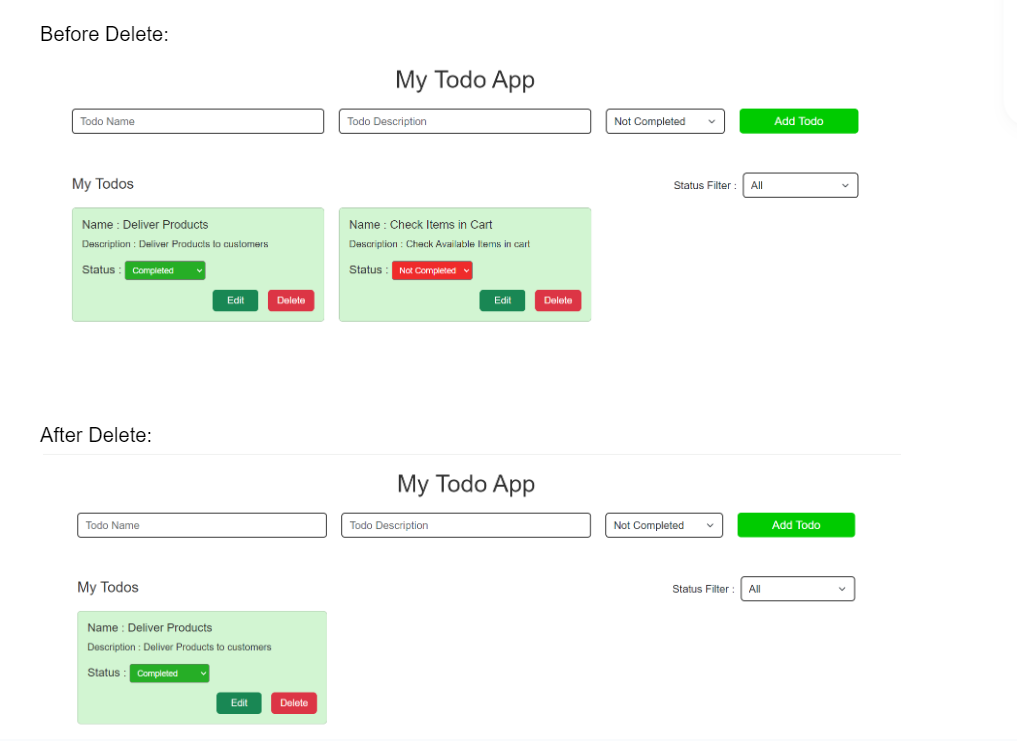 Before Delete:
My Todo App
Todo Name Todo Description Not Completed Add Todo
My Todos Status Filter : All
Name : Deliver Products
Description : Deliver Products to customers
Status : Completed
Edit Delete
Name : Check Items in Cart
Description : Check Available Items in cart
Status : Not Completed
Edit Delete
After Delete:
My Todo App
Todo Name Todo Description Not Completed Add Todo
My Todos Status Filter : All
Name : Deliver Products
Description : Deliver Products to customers
Status : Completed
Edit Delete